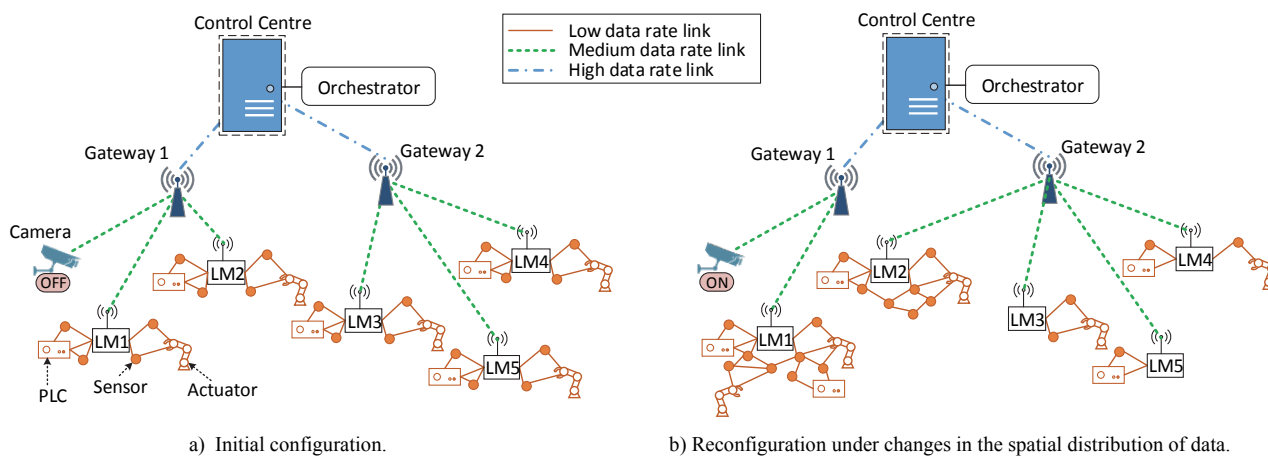 Control Centre
Orchestrator
Gateway 1
Gateway 2
Camera
OFF
LM2
LM4
LM3
LM1
LM5
PLC
Sensor
Actuator
a) Initial configuration.
Low data rate link
Medium data rate link
High data rate link
Control Centre
Orchestrator
Gateway 1
Gateway 2
ON
LM2
LM4
LM3
LM1
LM5
b) Reconfiguration under changes in the spatial distribution of data.